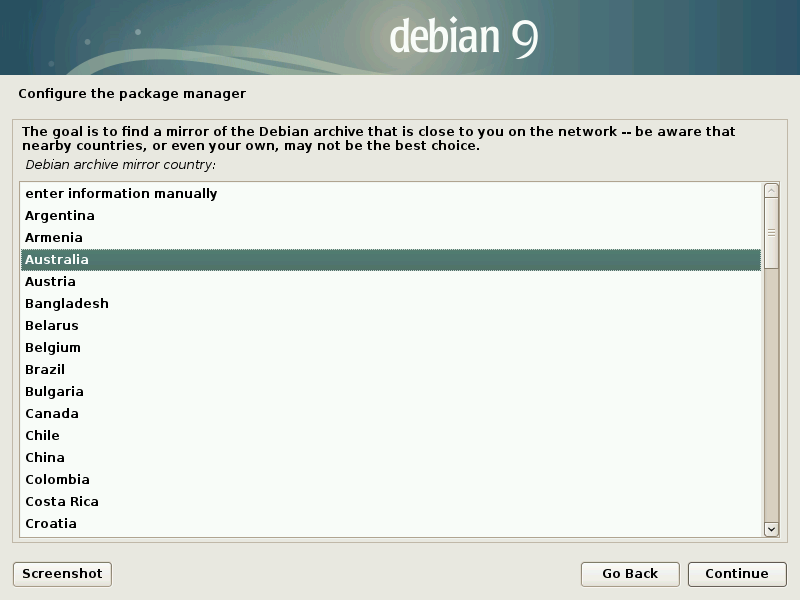 debian 9
Configure the package manager
The goal is to find a mirror of the Debian archive that is close to you on the network -- be aware that
nearby countries, or even your own, may not be the best choice.
Debian archive mirror country:
enter information manually
Argentina
Armenia
Australia
Austria
Bangladesh
Belarus
Belgium
Brazil
Bulgaria
Canada
Chile
China
Colombia
Costa Rica
Croatia
Screenshot
Go Back
Continue